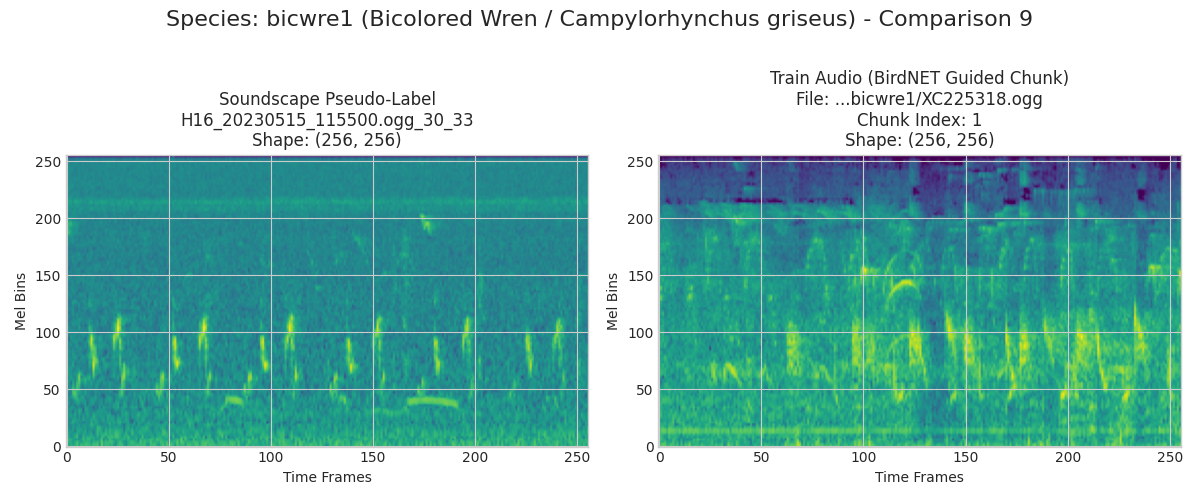 Species: bicwre1 (Bicolored Wren / Campylorhynchus griseus) - Comparison 9
Soundscape Pseudo-Label
H16_20230515_115500.ogg_30_33
Shape: (256, 256)
250
200
150
100
50
0
Mel Bins
0 50 100 150 200 250
Time Frames
Train Audio (BirdNET Guided Chunk)
File: ...bicwre1/XC225318.ogg
Chunk Index: 1
Shape: (256, 256)
250
200
150
100
50
0
Mel Bins
0 50 100 150 200 250
Time Frames